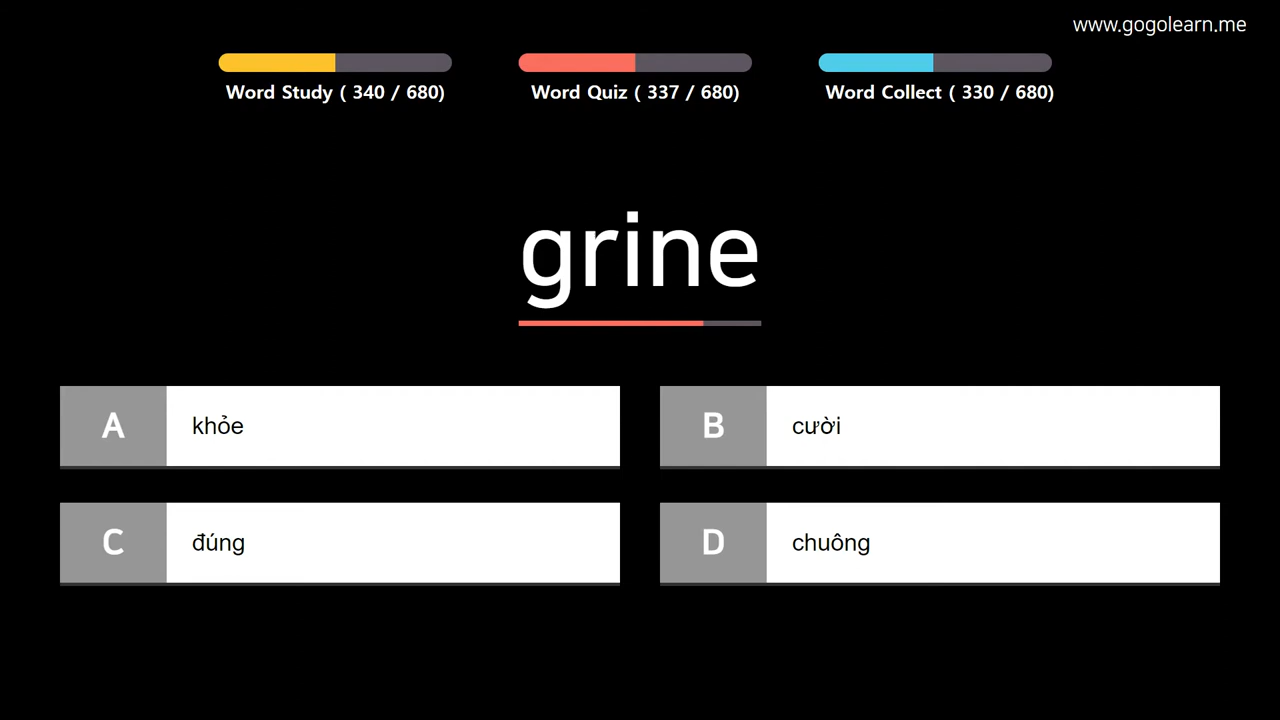 www.gogolearn.me
Word Study ( 340 / 680)
Word Quiz ( 337 / 680)
Word Collect ( 330 / 680)
grine
A khỏe
B cười
C đúng
D chuông